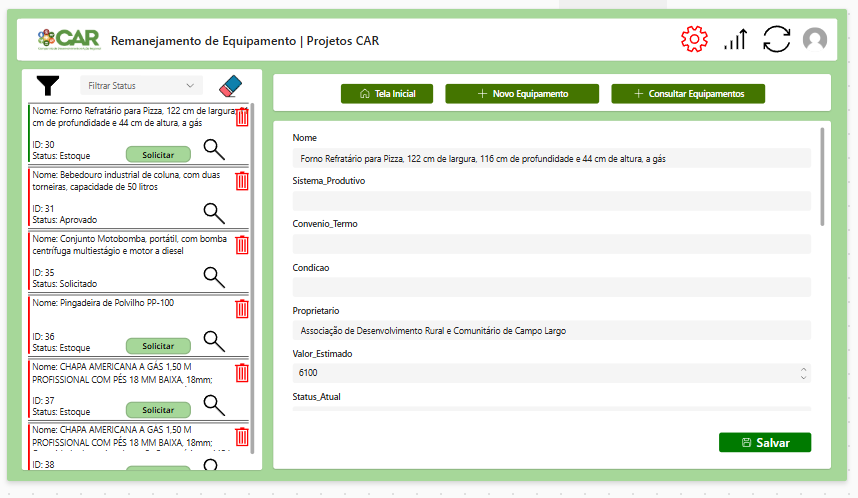 CAR
Remanejamento de Equipamento | Projetos CAR
Filtrar Status
Nome: Forno Refratário para Pizza, 122 cm de largura,
cm de profundidade e 44 cm de altura, a gás
ID: 30
Status: Estoque
Solicitar
Nome: Bebedouro industrial de coluna, com duas
torneiras, capacidade de 50 litros
ID: 31
Status: Aprovado
Nome: Conjunto Motobomba, portátil, com bomba
centrífuga multiestágio e motor a diesel
ID: 35
Status: Solicitado
Nome: Pingadeira de Polvilho PP-100
ID: 36
Status: Estoque
Solicitar
Nome: CHAPA AMERICANA A GÁS 1,50 M
PROFISSIONAL COM PÉS 18 MM BAIXA, 18mm;
ID: 37
Status: Estoque
Solicitar
Nome: CHAPA AMERICANA A GÁS 1,50 M
PROFISSIONAL COM PÉS 18 MM BAIXA, 18mm;
ID: 38
Tela Inicial
Novo Equipamento
Consultar Equipamentos
Nome
Forno Refratário para Pizza, 122 cm de largura, 116 cm de profundidade e 44 cm de altura, a gás
Sistema_Produtivo
Convenio_Termo
Condicao
Proprietario
Associação de Desenvolvimento Rural e Comunitário de Campo Largo
Valor_Estimado
6100
Status_Atual
Salvar